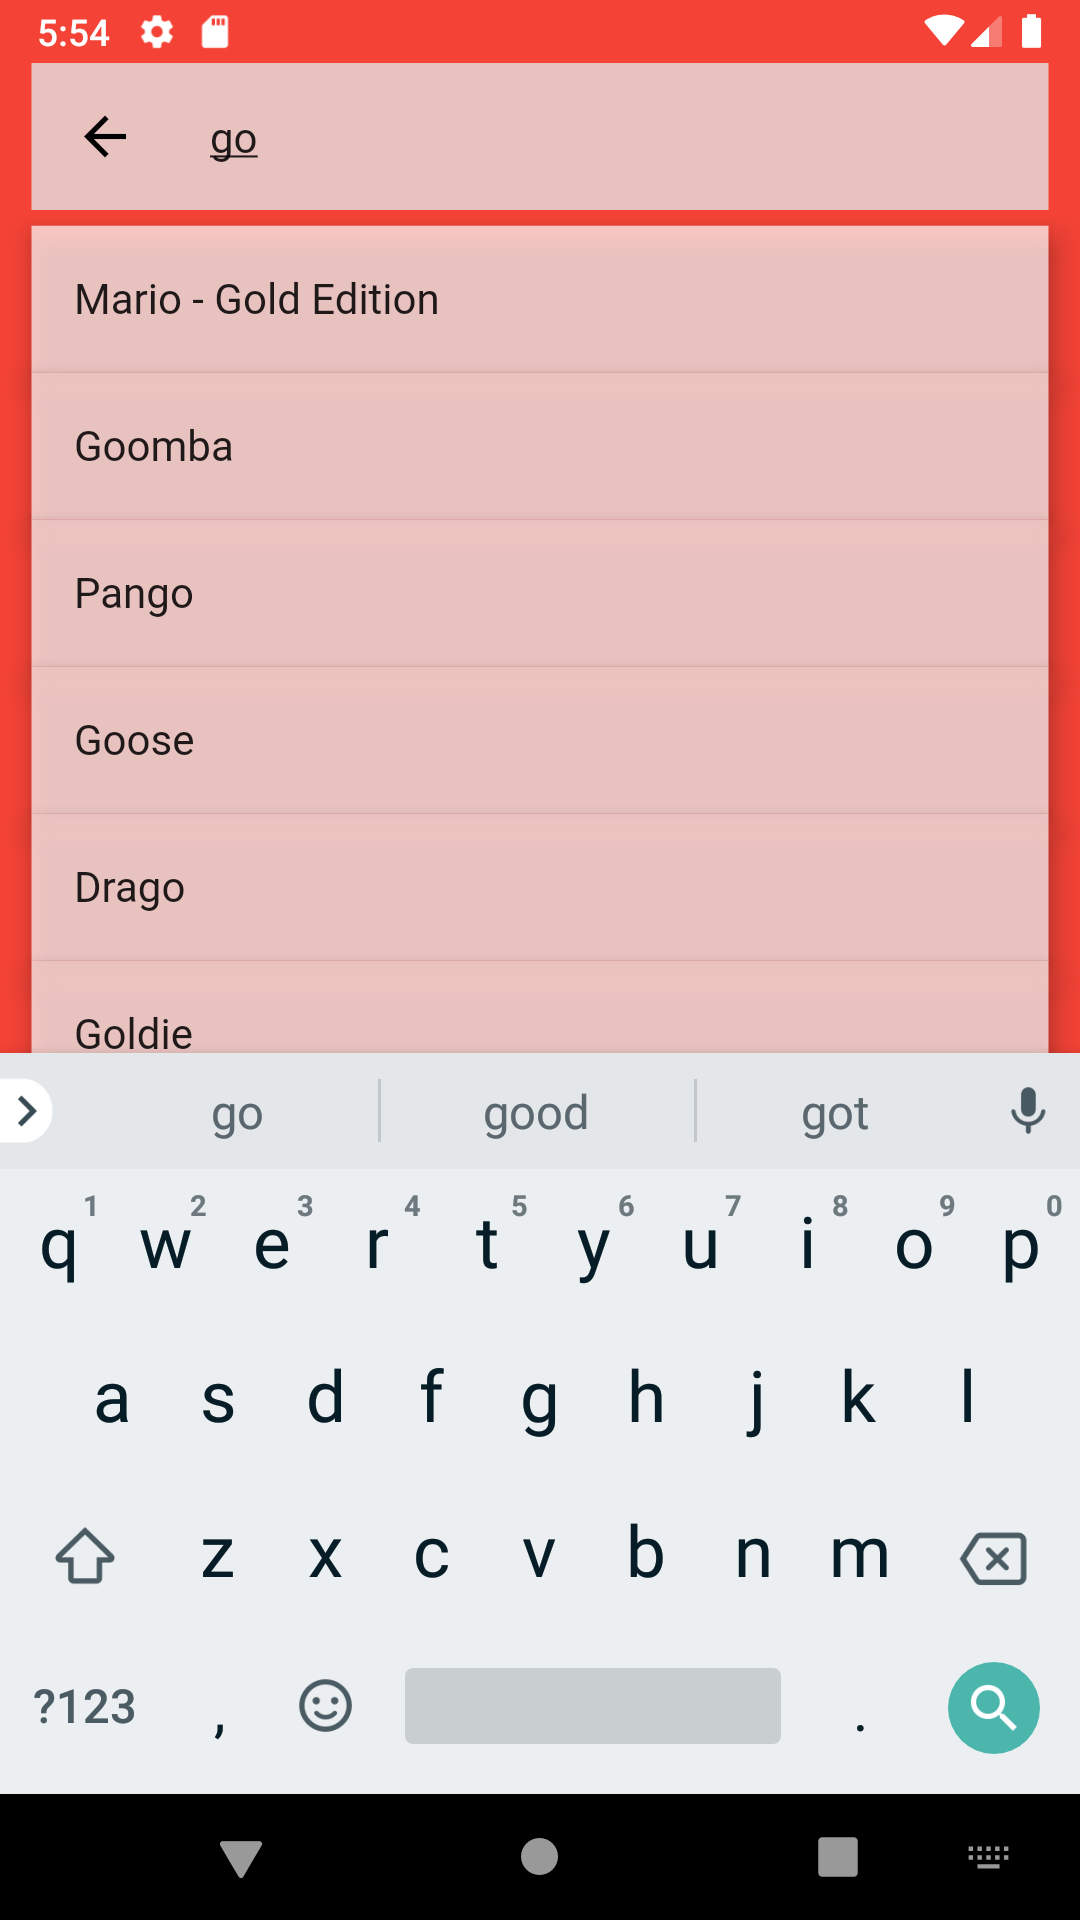 5:54
go
Mario - Gold Edition
Goomba
Pango
Goose
Drago
Goldie
go good got
1 2 3 4 5 6 7 8 9 0
q w e r t y u i o p
a s d f g h j k l
z x c v b n m
?123 , .